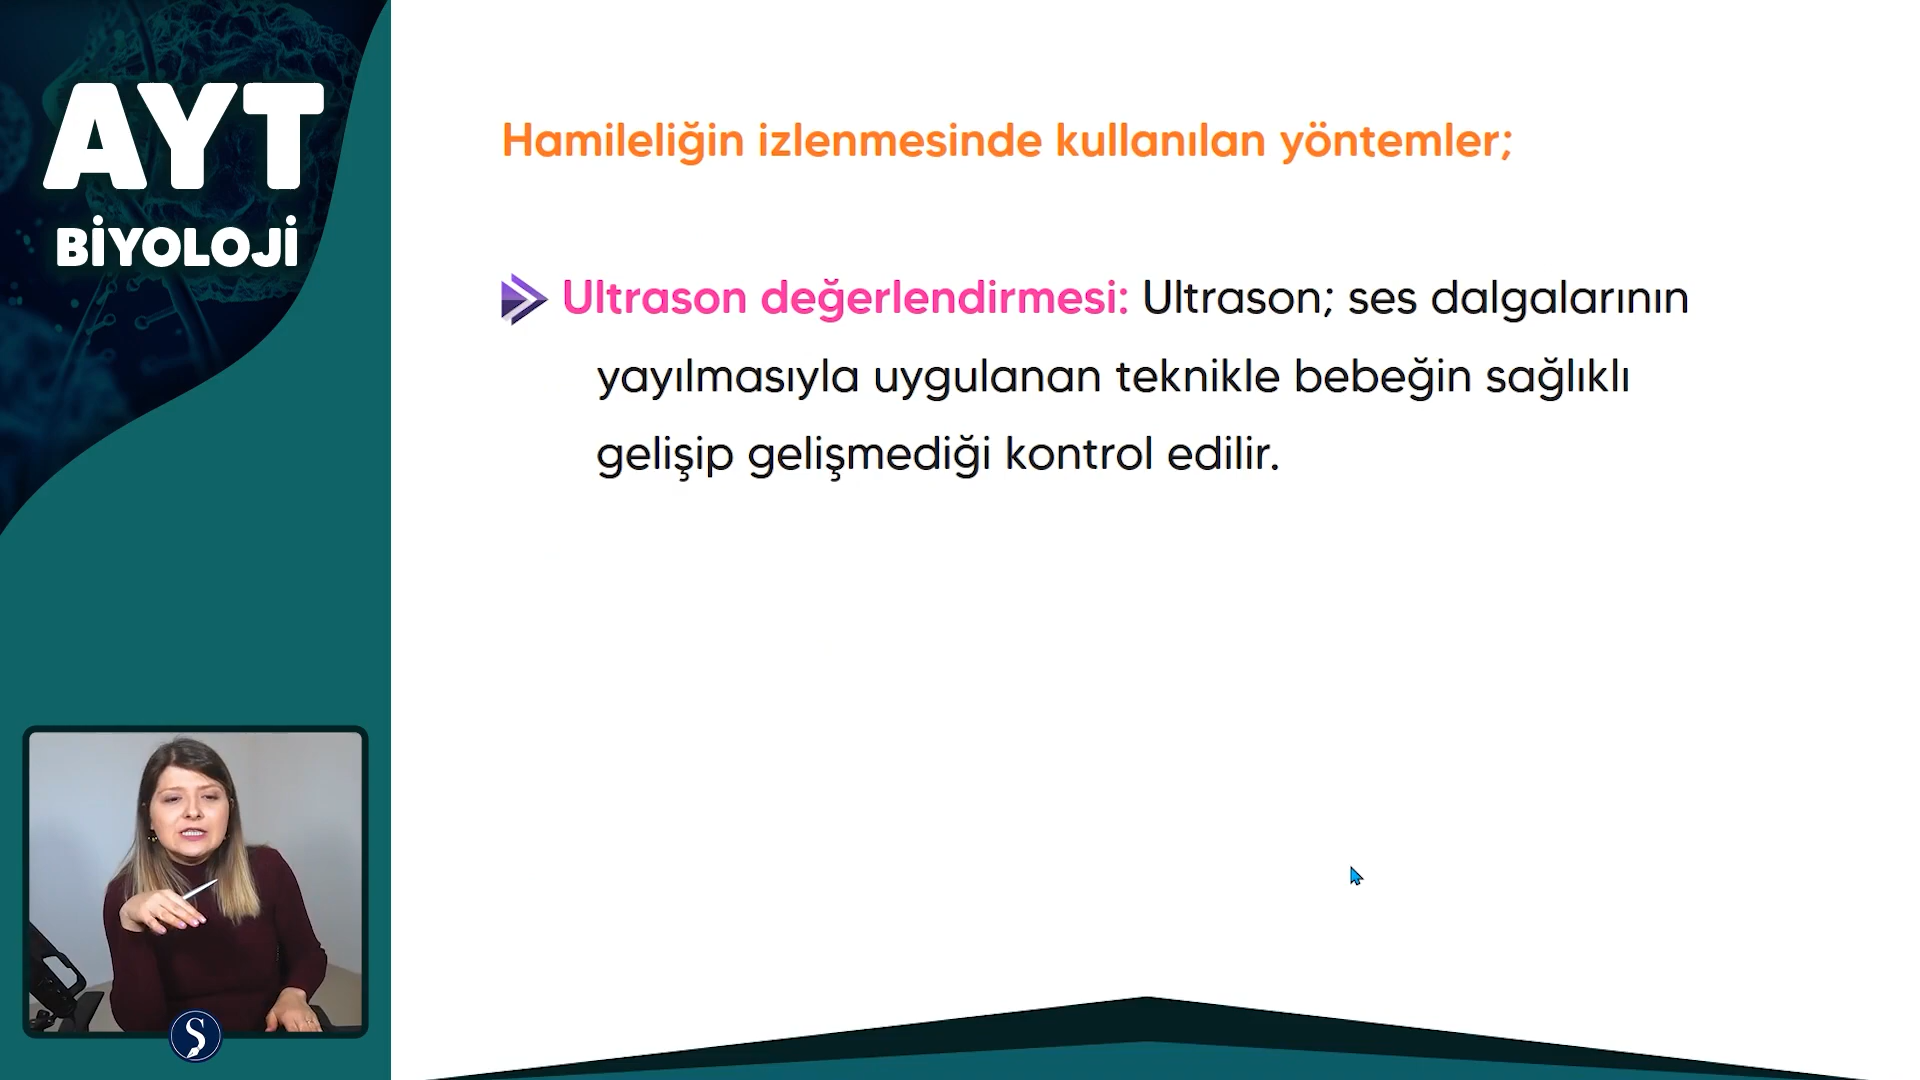 AYT
BİYOLOJİ
Hamileliğin izlenmesinde kullanılan yöntemler;
Ultrason değerlendirmesi: Ultrason; ses dalgalarının
yayılmasıyla uygulanan teknikle bebeğin sağlıklı
gelişip gelişmediği kontrol edilir.
Ş